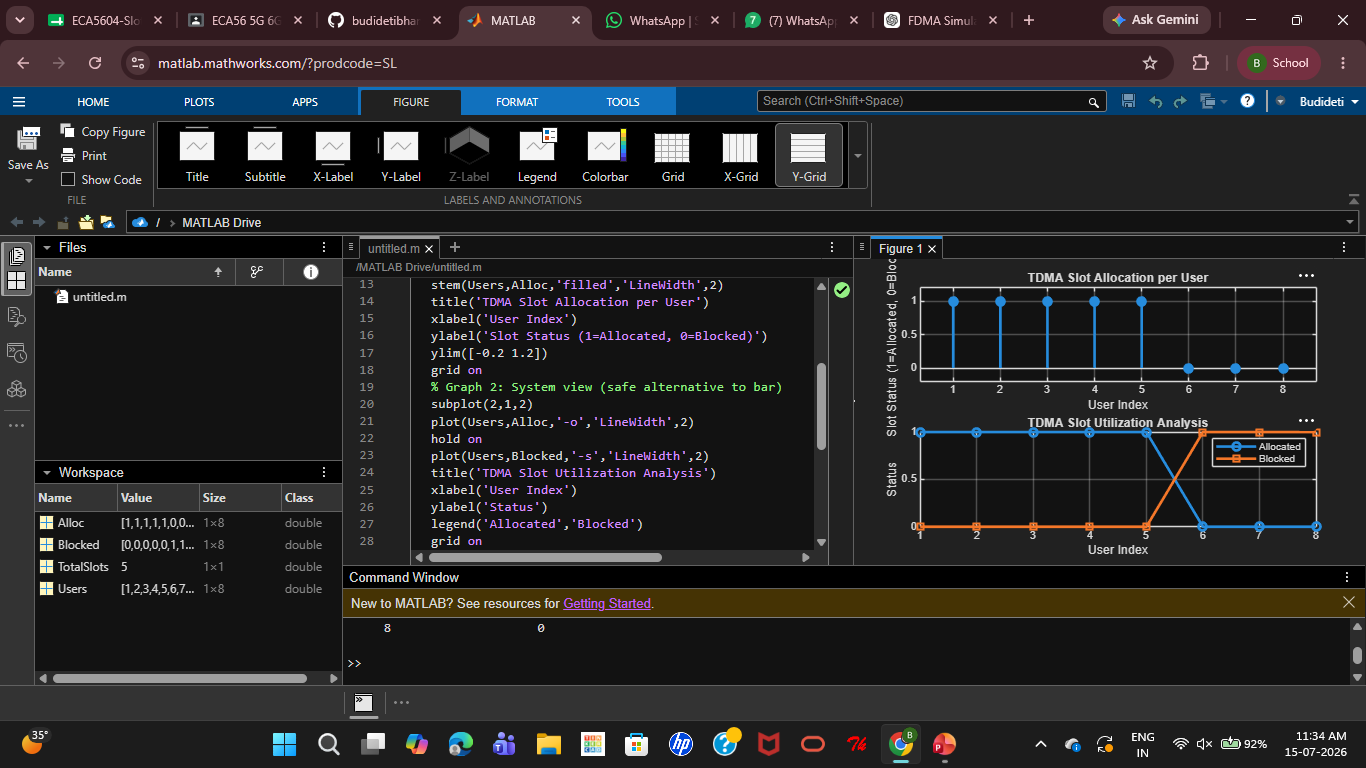 ECA5604-Slo
ECA56 5G 6G
budidetibhar
MATLAB
WhatsApp | S
(7) WhatsApp
FDMA Simula
Ask Gemini
matlab.mathworks.com/?prodcode=SL
B School
HOME PLOTS APPS FIGURE FORMAT TOOLS
Search (Ctrl+Shift+Space)
Budideti
Save As
Copy Figure
Print
Show Code
FILE
Title Subtitle X-Label Y-Label Z-Label Legend Colorbar Grid X-Grid Y-Grid
LABELS AND ANNOTATIONS
/ > MATLAB Drive
Files
Name
untitled.m
Workspace
Name Value Size Class
Alloc [1,1,1,1,1,0,0... 1×8 double
Blocked [0,0,0,0,0,1,1... 1×8 double
TotalSlots 5 1×1 double
Users [1,2,3,4,5,6,7... 1×8 double
untitled.m
/MATLAB Drive/untitled.m
13 stem(Users,Alloc,'filled','LineWidth',2)
14 title('TDMA Slot Allocation per User')
15 xlabel('User Index')
16 ylabel('Slot Status (1=Allocated, 0=Blocked)')
17 ylim([-0.2 1.2])
18 grid on
19 % Graph 2: System view (safe alternative to bar)
20 subplot(2,1,2)
21 plot(Users,Alloc,'-o','LineWidth',2)
22 hold on
23 plot(Users,Blocked,'-s','LineWidth',2)
24 title('TDMA Slot Utilization Analysis')
25 xlabel('User Index')
26 ylabel('Status')
27 legend('Allocated','Blocked')
28 grid on
Figure 1
TDMA Slot Allocation per User
Slot Status (1=Allocated, 0=Bloc
1
0.5
0
1 2 3 4 5 6 7 8
User Index
TDMA Slot Utilization Analysis
Status
1
0.5
0
Allocated
Blocked
1 2 3 4 5 6 7 8
User Index
Command Window
New to MATLAB? See resources for Getting Started.
8 0
>>
35°
ENG
IN
92%
11:34 AM
15-07-2026